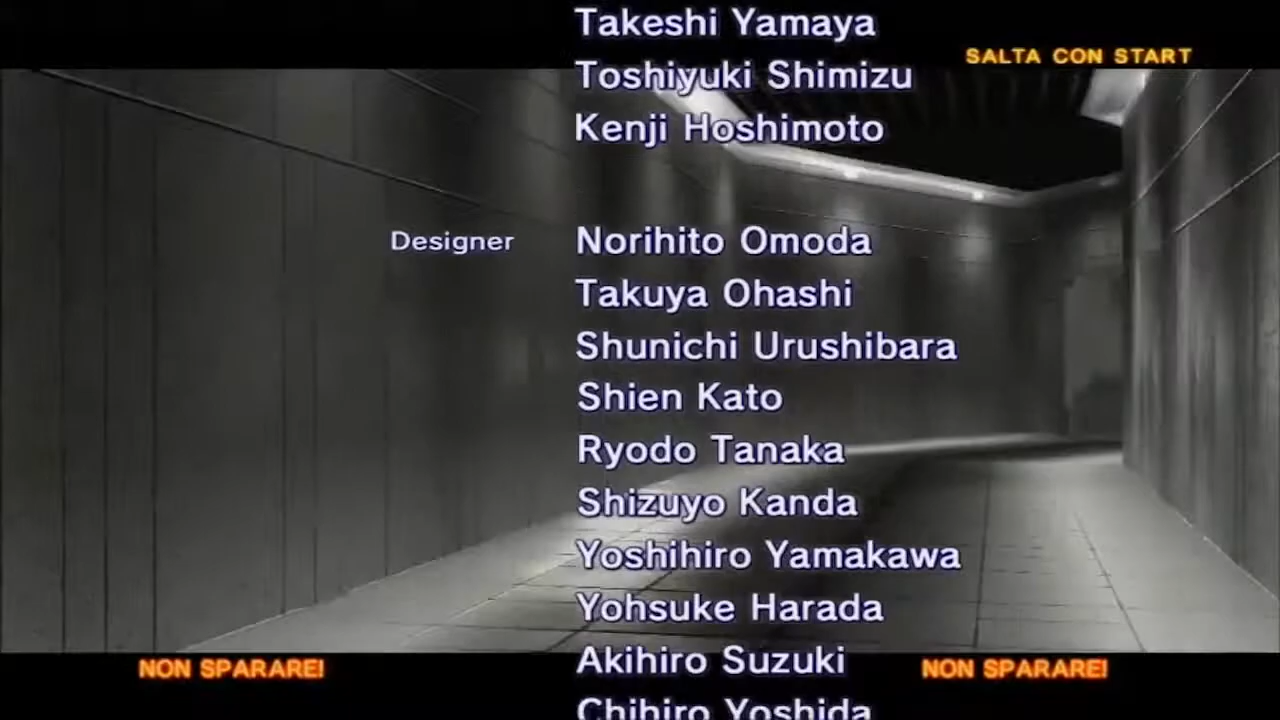 Takeshi Yamaya
SALTA CON START
Toshiyuki Shimizu
Kenji Hoshimoto
Designer Norihito Omoda
Takuya Ohashi
Shunichi Urushibara
Shien Kato
Ryodo Tanaka
Shizuyo Kanda
Yoshihiro Yamakawa
Yohsuke Harada
Akihiro Suzuki
NON SPARARE!
NON SPARARE!
Chihiro Yoshida